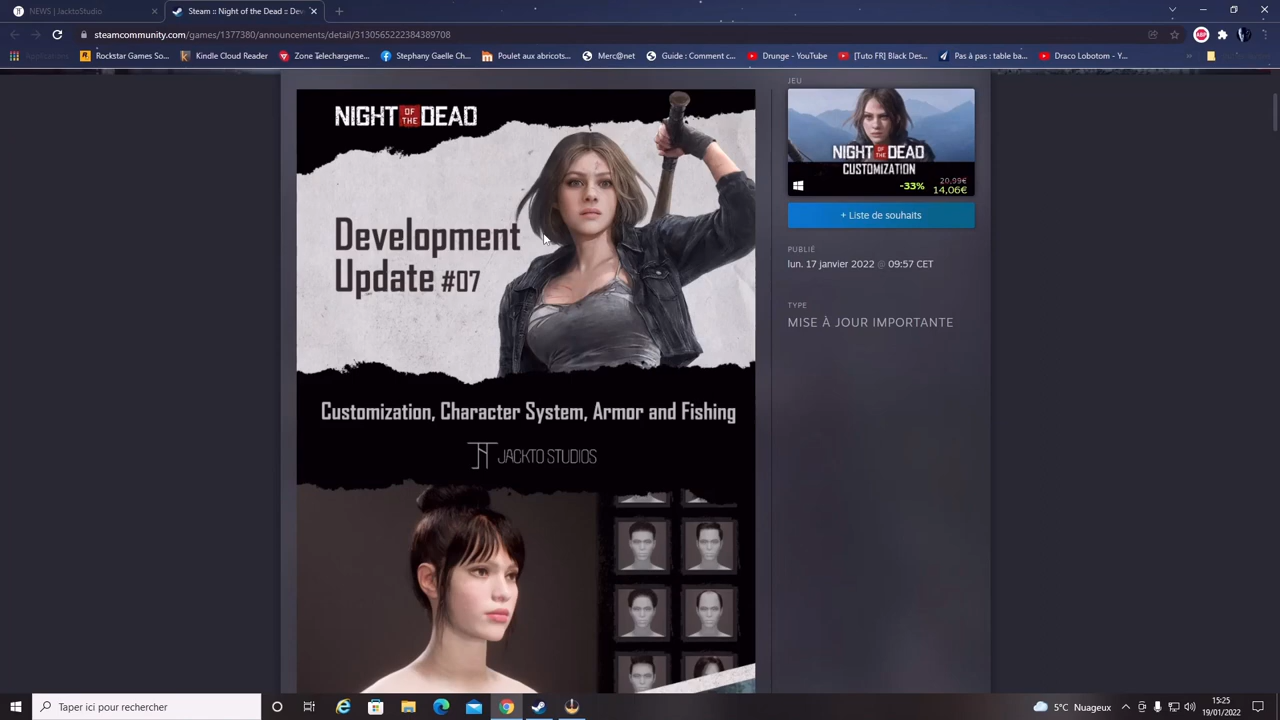 NEWS | JacktoStudio
Steam :: Night of the Dead :: Dev
steamcommunity.com/games/1377380/announcements/detail/3130565222384389708
ABP
Applications
Rockstar Games So...
Kindle Cloud Reader
Zone Telechargeme...
Stephany Gaelle Ch...
Poulet aux abricots...
Merc@net
Guide : Comment c...
Drunge - YouTube
[Tuto FR] Black Des...
Pas à pas : table ba...
Draco Lobotom - Y...
NIGHT OF THE DEAD
Development
Update #07
Customization, Character System, Armor and Fishing
JACKTO STUDIOS
JEU
NIGHT OF THE DEAD
CUSTOMIZATION
-33%
20,99€
14,06€
+ Liste de souhaits
PUBLIÉ
lun. 17 janvier 2022 @ 09:57 CET
TYPE
MISE À JOUR IMPORTANTE
Taper ici pour rechercher
5°C Nuageux
15:25
19/01/2022